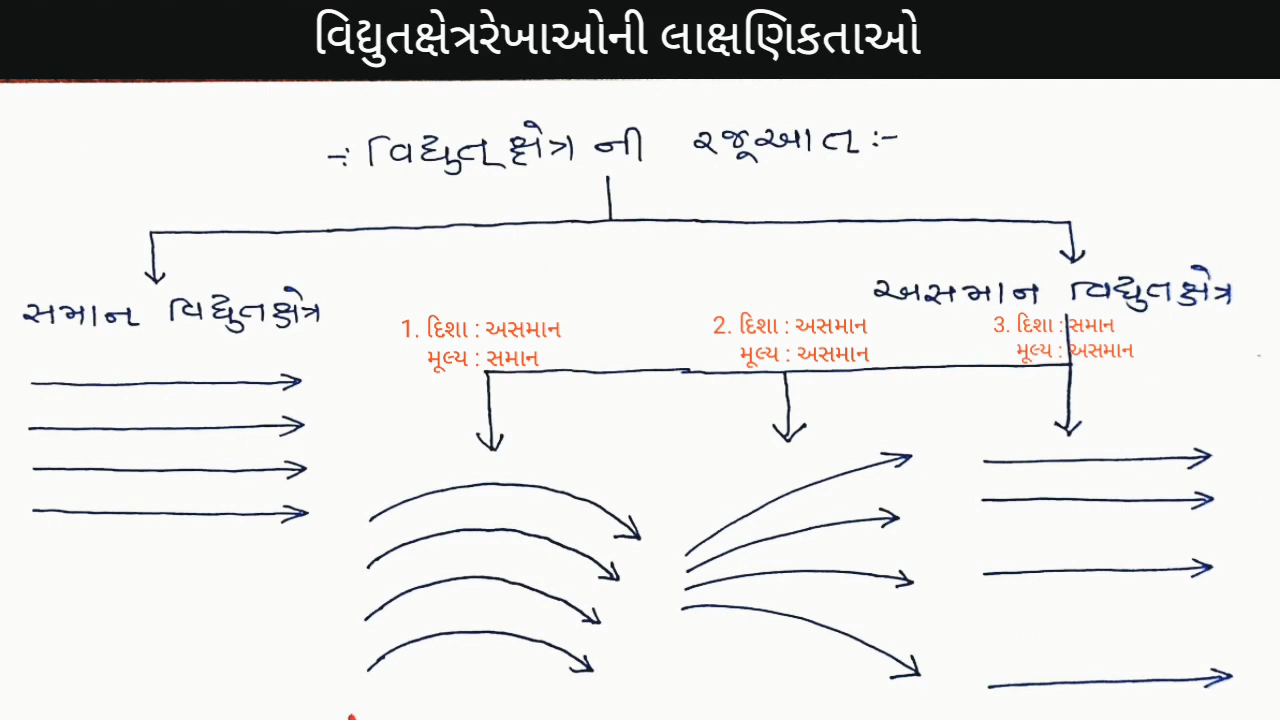 વિદ્યુતક્ષેત્રરેખાઓની લાક્ષણિકતાઓ
-: વિદ્યુતક્ષેત્ર ની રજૂઆત :-
સમાન વિદ્યુતક્ષેત્ર
અસમાન વિદ્યુતક્ષેત્ર
1. દિશા : અસમાન
મૂલ્ય : સમાન
2. દિશા : અસમાન
મૂલ્ય : અસમાન
3. દિશા : સમાન
મૂલ્ય : અસમાન